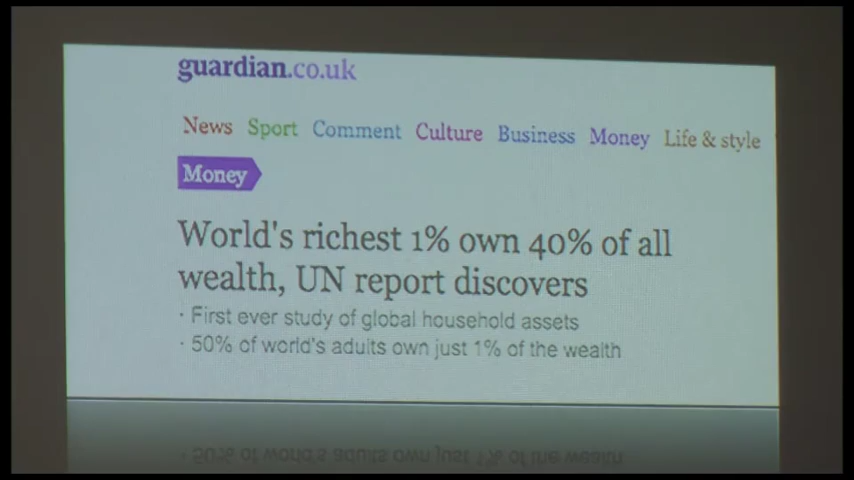 guardian.co.uk
News Sport Comment Culture Business Money Life & style
Money
World's richest 1% own 40% of all
wealth, UN report discovers
· First ever study of global household assets
· 50% of world's adults own just 1% of the wealth